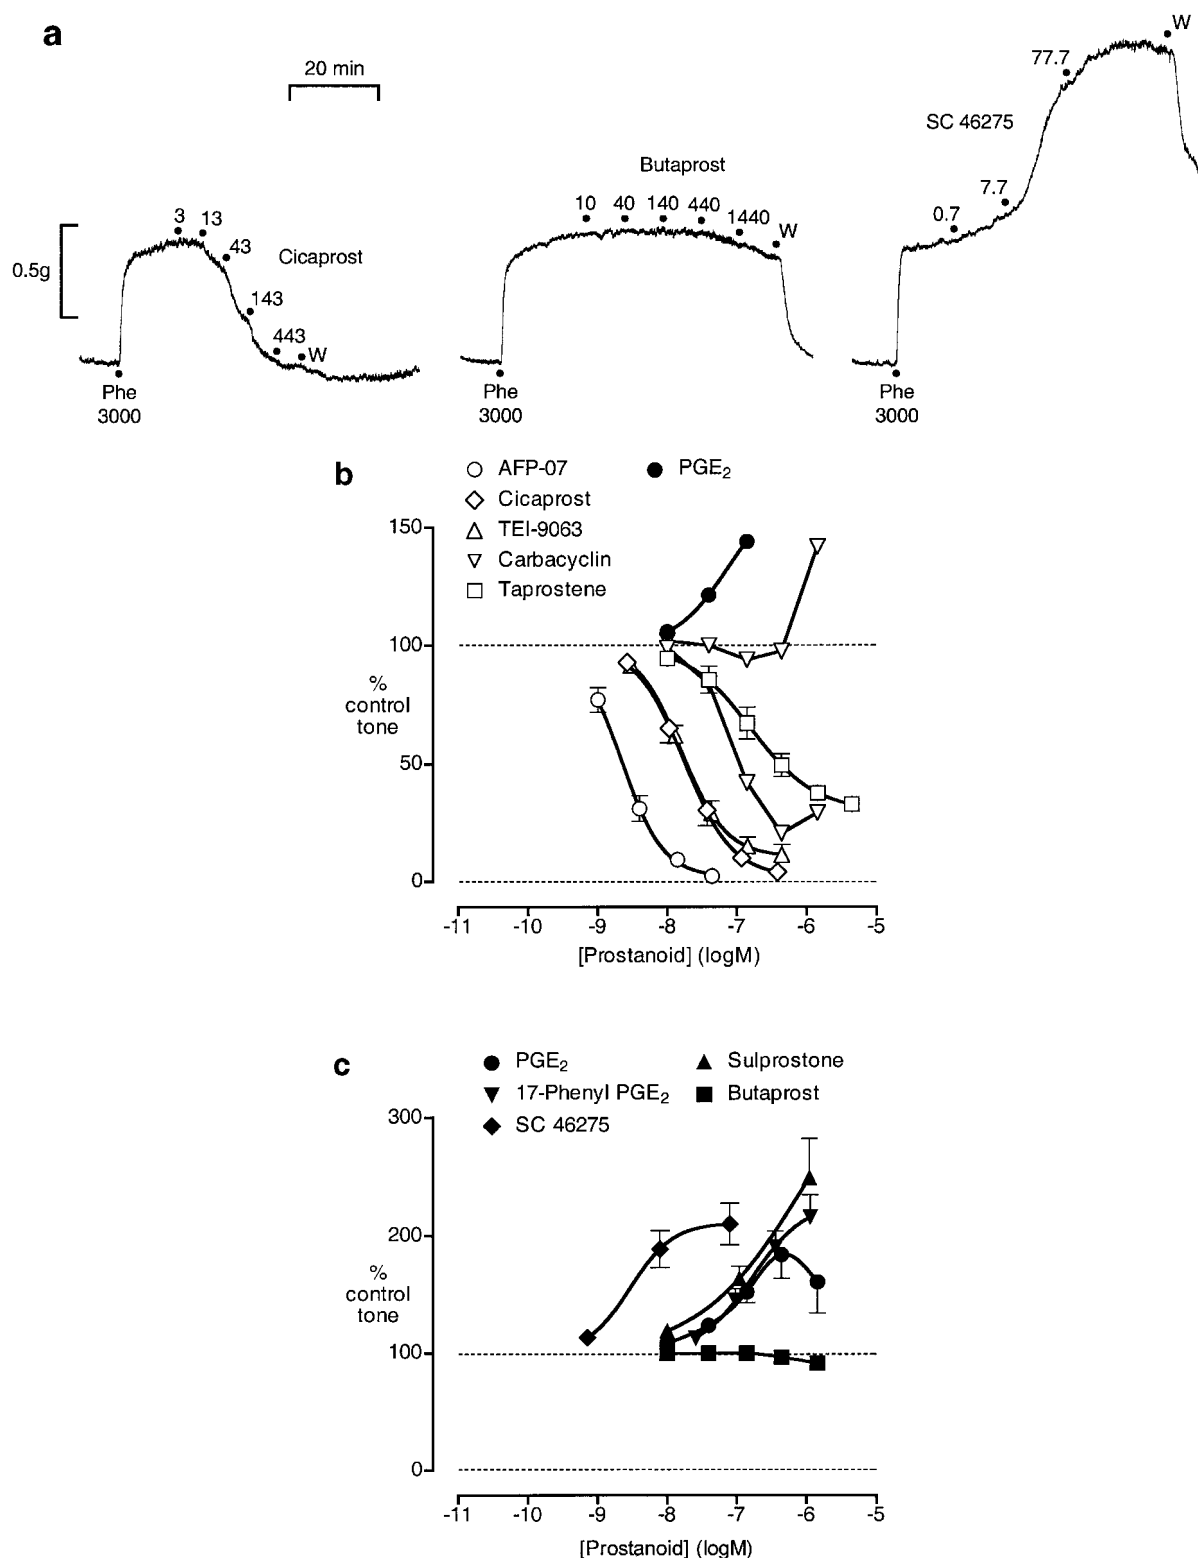 a
20 min
0.5g
3
13
43
143
443
W
Cicaprost
Phe
3000
Butaprost
10
40
140
440
1440
W
Phe
3000
SC 46275
0.7
7.7
77.7
W
Phe
3000
b
AFP-07
PGE2
Cicaprost
TEI-9063
Carbacyclin
Taprostene
150
100
%
control
tone
50
0
-11 -10 -9 -8 -7 -6 -5
[Prostanoid] (logM)
c
PGE2
Sulprostone
17-Phenyl PGE2
Butaprost
SC 46275
300
200
%
control
tone
100
0
-11 -10 -9 -8 -7 -6 -5
[Prostanoid] (logM)